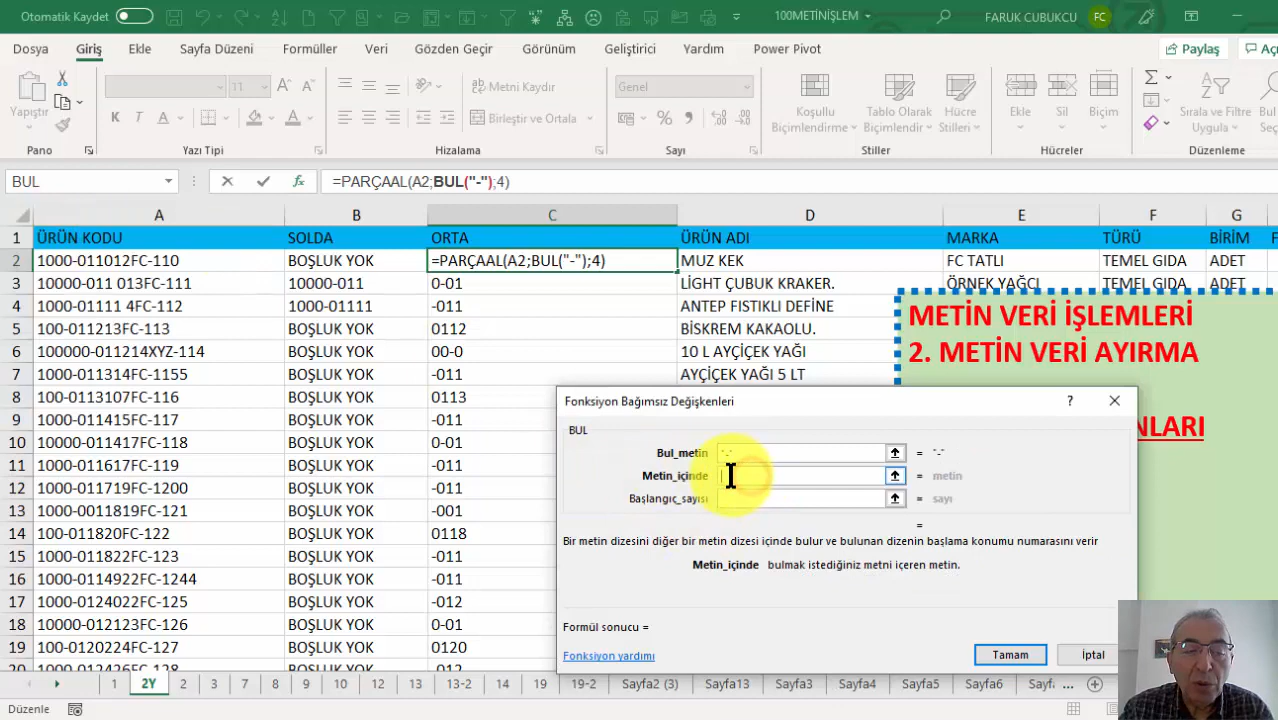 Otomatik Kaydet
100METİNİŞLEM
FARUK CUBUKCU
FC
Dosya Giriş Ekle Sayfa Düzeni Formüller Veri Gözden Geçir Görünüm Geliştirici Yardım Power Pivot
Paylaş
Yapıştır
11
Metni Kaydır
Birleştir ve Ortala
Genel
Koşullu Biçimlendirme
Tablo Olarak Biçimlendir
Hücre Stilleri
Ekle Sil Biçim
Sırala ve Filtre Uygula
Pano Yazı Tipi Hizalama Sayı Stiller Hücreler Düzenleme
BUL =PARÇAAL(A2;BUL("-");4)
A B C D E F G
1 ÜRÜN KODU SOLDA ORTA ÜRÜN ADI MARKA TÜRÜ BİRİM
2 1000-011012FC-110 BOŞLUK YOK =PARÇAAL(A2;BUL("-");4) MUZ KEK FC TATLI TEMEL GIDA ADET
3 10000-011 013FC-111 10000-011 0-01 LİGHT ÇUBUK KRAKER. ÖRNEK YAĞCI TEMEL GIDA ADET
4 1000-01111 4FC-112 1000-01111 -011 ANTEP FISTIKLI DEFİNE
5 100-011213FC-113 BOŞLUK YOK 0112 BİSKREM KAKAOLU.
6 100000-011214XYZ-114 BOŞLUK YOK 00-0 10 L AYÇİÇEK YAĞI
7 1000-011314FC-1155 BOŞLUK YOK -011 AYÇİÇEK YAĞI 5 LT
8 100-0113107FC-116 BOŞLUK YOK 0113
9 1000-011415FC-117 BOŞLUK YOK -011
10 10000-011417FC-118 BOŞLUK YOK 0-01
11 1000-011617FC-119 BOŞLUK YOK -011
12 1000-011719FC-1200 BOŞLUK YOK -011
13 1000-0011819FC-121 BOŞLUK YOK -001
14 100-011820FC-122 BOŞLUK YOK 0118
15 1000-011822FC-123 BOŞLUK YOK -011
16 1000-0114922FC-1244 BOŞLUK YOK -011
17 1000-0124022FC-125 BOŞLUK YOK -012
18 10000-012123FC-126 BOŞLUK YOK 0-01
19 100-0120224FC-127 BOŞLUK YOK 0120
20 1000-012426FC-128 BOŞLUK YOK -012
METİN VERİ İŞLEMLERİ
2. METİN VERİ AYIRMA
NLARI
Fonksiyon Bağımsız Değişkenleri
BUL
Bul_metin "-" = "-"
Metin_içinde = metin
Başlangıç_sayısı = sayı
=
Bir metin dizesini diğer bir metin dizesi içinde bulur ve bulunan dizenin başlama konumu numarasını verir
Metin_içinde bulmak istediğiniz metni içeren metin.
Formül sonucu =
Fonksiyon yardımı
Tamam
İptal
1 2Y 2 3 7 8 9 10 12 13 13-2 14 19 19-2 Sayfa2 (3) Sayfa13 Sayfa3 Sayfa4 Sayfa5 Sayfa6 ...
Düzenle